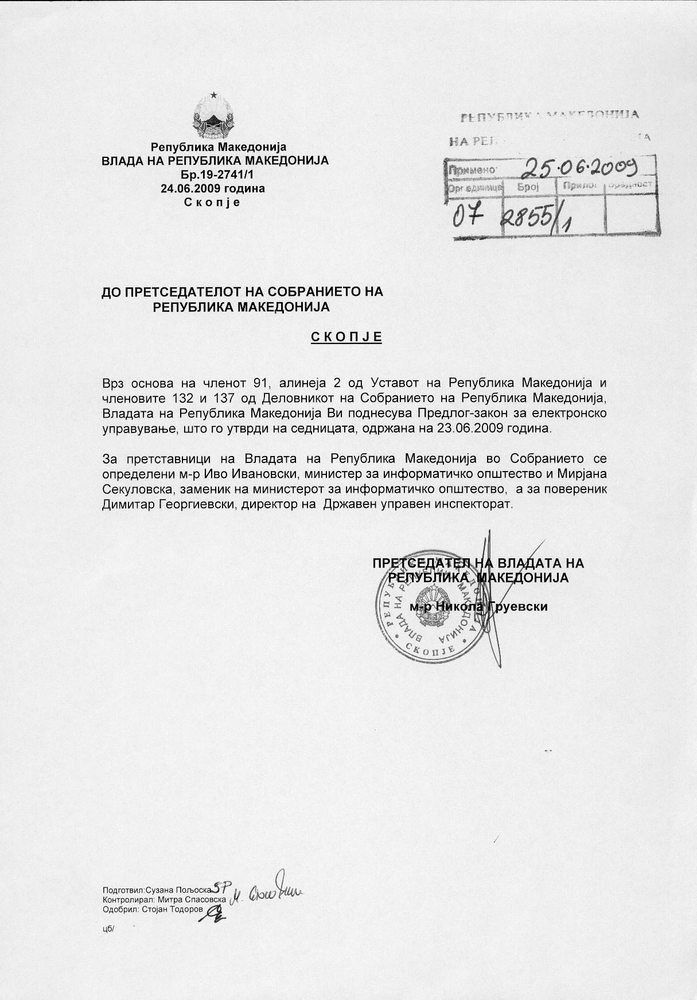 Република Македонија
ВЛАДА НА РЕПУБЛИКА МАКЕДОНИЈА
Бр.19-2741/1
24.06.2009 година
С к о п ј е
РЕПУБЛИКА МАКЕДОНИЈА
НА
Примено: 25.06.2009
Орг единица Број Прилог Вредност
07 2855/1
ДО ПРЕТСЕДАТЕЛОТ НА СОБРАНИЕТО НА
РЕПУБЛИКА МАКЕДОНИЈА
С К О П Ј Е
Врз основа на членот 91, алинеја 2 од Уставот на Република Македонија и
членовите 132 и 137 од Деловникот на Собранието на Република Македонија,
Владата на Република Македонија Ви поднесува Предлог-закон за електронско
управување, што го утврди на седницата, одржана на 23.06.2009 година.
За претставници на Владата на Република Македонија во Собранието се
определени м-р Иво Ивановски, министер за информатичко општество и Мирјана
Секуловска, заменик на министерот за информатичко општество,  а за повереник
Димитар Георгиевски, директор на  Државен управен инспекторат.
ПРЕТСЕДАТЕЛ НА ВЛАДАТА НА
РЕПУБЛИКА  МАКЕДОНИЈА
м-р Никола Груевски
РЕПУБЛИКА МАКЕДОНИЈА
ВЛАДА НА РЕПУБЛИКА МАКЕДОНИЈА
* СКОПЈЕ *
Подготвил:Сузана Пољоска SP
Контролирал: Митра Спасовска
Одобрил: Стојан Тодоров
цб/